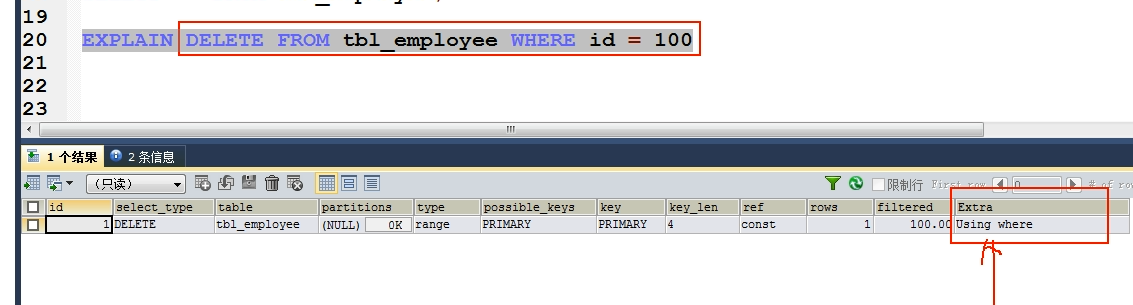 19
20 EXPLAIN DELETE FROM tbl_employee WHERE id = 100
21
22
23
1 个结果 2 条信息
(只读) 限制行 First row 0 # of ro
id select_type table partitions type possible_keys key key_len ref rows filtered Extra
1 DELETE tbl_employee (NULL) 0K range PRIMARY PRIMARY 4 const 1 100.00 Using where